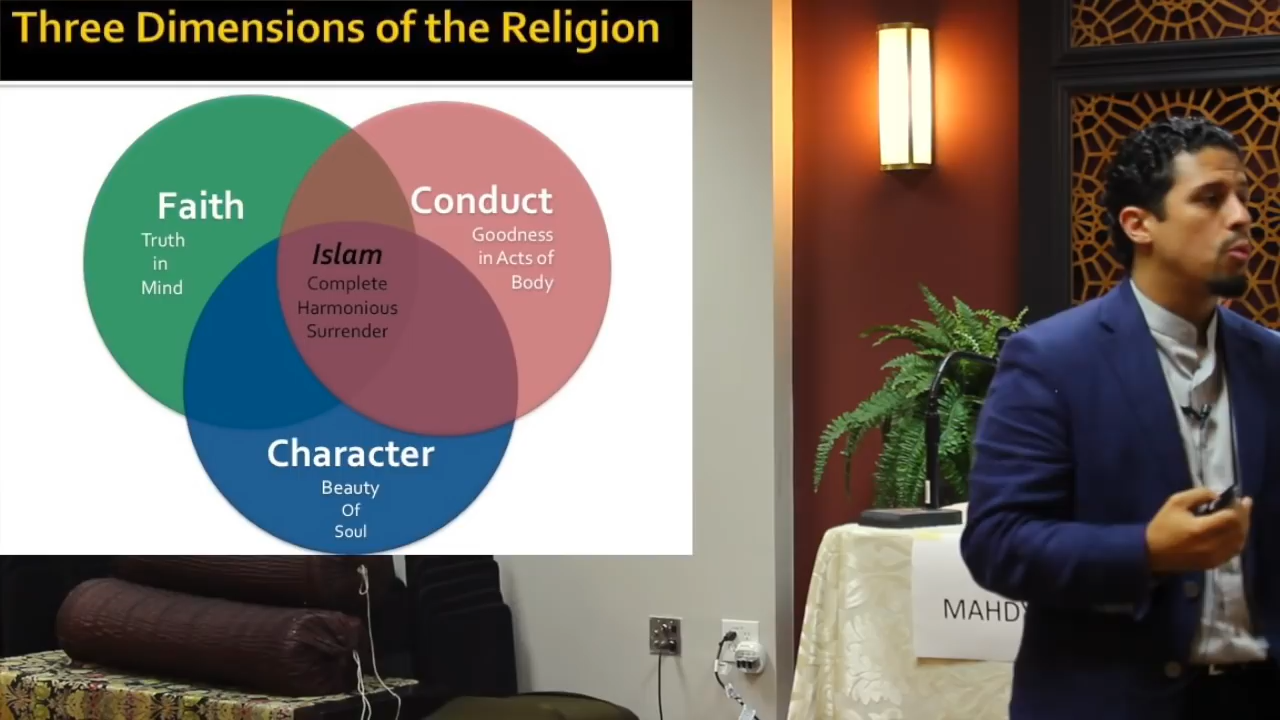 Three Dimensions of the Religion
Faith
Truth
in
Mind
Conduct
Goodness
in Acts of
Body
Islam
Complete
Harmonious
Surrender
Character
Beauty
Of
Soul